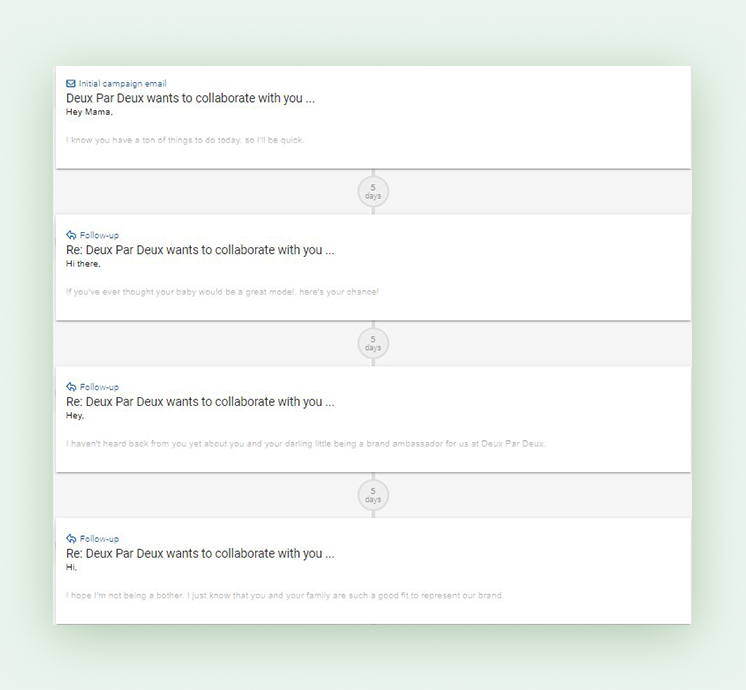 Initial campaign email
Deux Par Deux wants to collaborate with you ...
Hey Mama,
I know you have a ton of things to do today, so I'll be quick.
5
days
Follow-up
Re: Deux Par Deux wants to collaborate with you ...
Hi there,
If you've ever thought your baby would be a great model, here's your chance!
5
days
Follow-up
Re: Deux Par Deux wants to collaborate with you ...
Hey,
I haven't heard back from you yet about you and your darling little being a brand ambassador for us at Deux Par Deux.
5
days
Follow-up
Re: Deux Par Deux wants to collaborate with you ...
Hi,
I hope I'm not being a bother. I just know that you and your family are such a good fit to represent our brand.